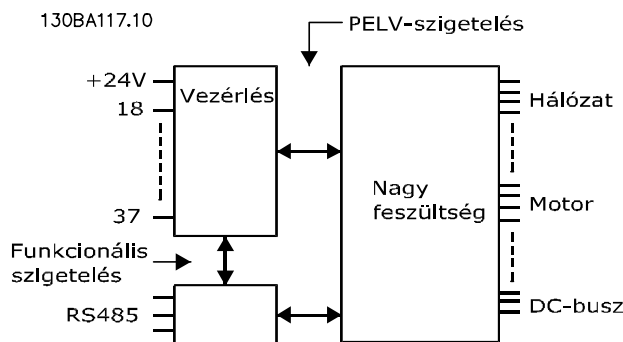 130BA117.10
PELV-szigetelés
+24V
18
37
Vezérlés
Nagy
feszültség
Hálózat
Motor
DC-busz
Funkcionális
szigetelés
RS485